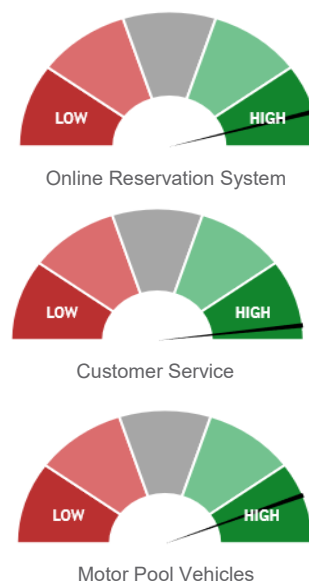 LOW HIGH
Online Reservation System
LOW HIGH
Customer Service
LOW HIGH
Motor Pool Vehicles